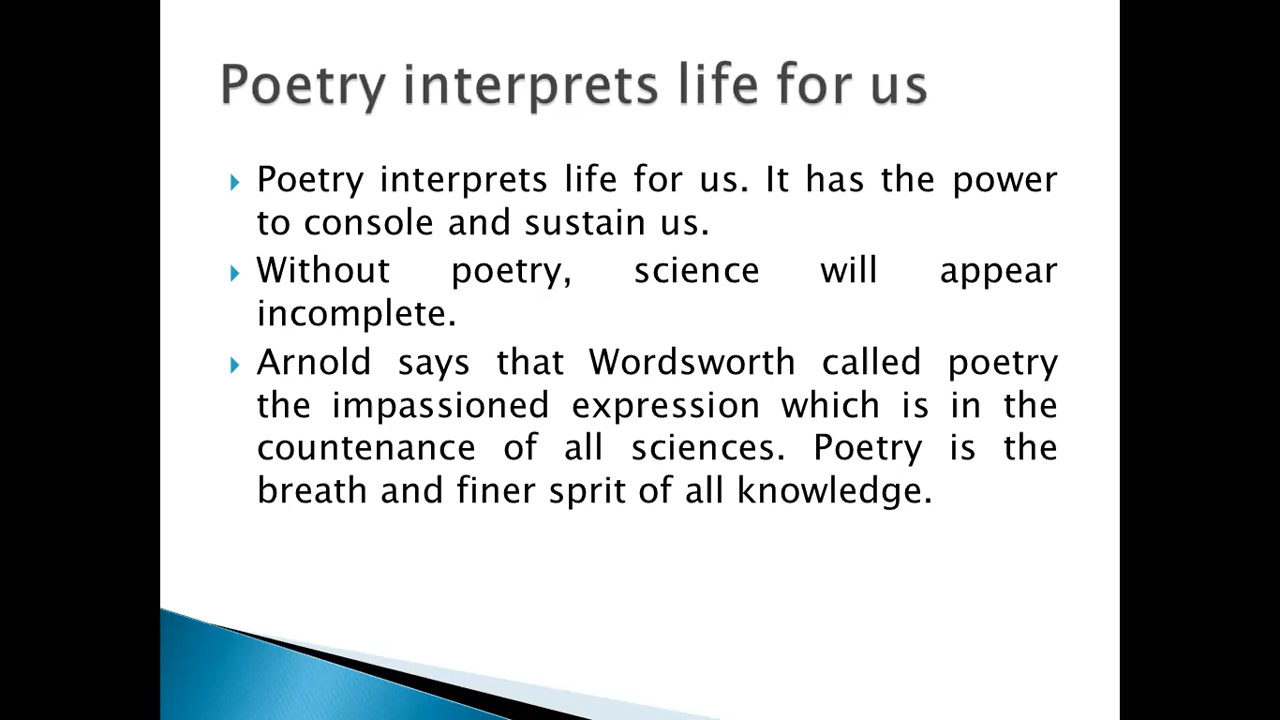 Poetry interprets life for us
Poetry interprets life for us. It has the power
to console and sustain us.
Without poetry, science will appear
incomplete.
Arnold says that Wordsworth called poetry
the impassioned expression which is in the
countenance of all sciences. Poetry is the
breath and finer sprit of all knowledge.